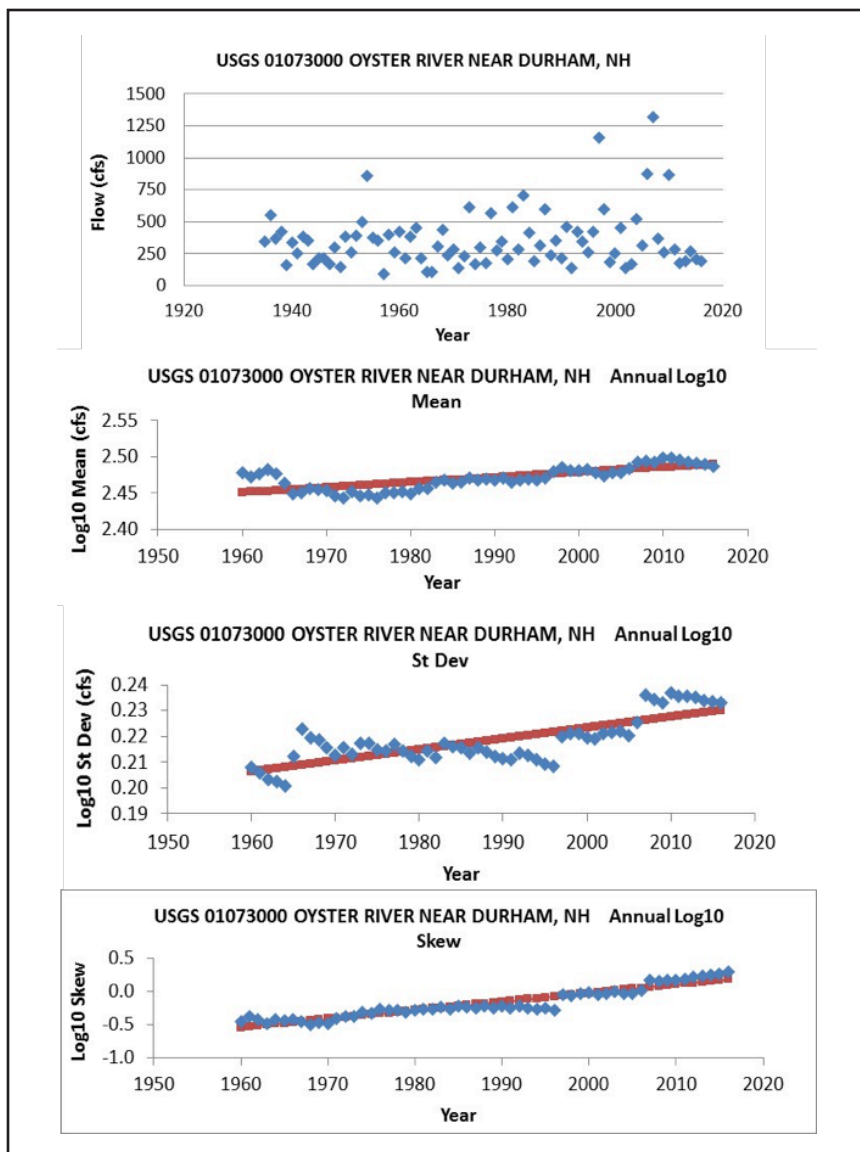 USGS 01073000 OYSTER RIVER NEAR DURHAM, NH
1500
1250
1000
750
500
250
0
Flow (cfs)
1920 1940 1960 1980 2000 2020
Year
USGS 01073000 OYSTER RIVER NEAR DURHAM, NH Annual Log10
Mean
2.55
2.50
2.45
2.40
Log10 Mean (cfs)
1950 1960 1970 1980 1990 2000 2010 2020
Year
USGS 01073000 OYSTER RIVER NEAR DURHAM, NH Annual Log10
St Dev
0.24
0.23
0.22
0.21
0.20
0.19
Log10 St Dev (cfs)
1950 1960 1970 1980 1990 2000 2010 2020
Year
USGS 01073000 OYSTER RIVER NEAR DURHAM, NH Annual Log10
Skew
0.5
0.0
-0.5
-1.0
Log10 Skew
1950 1960 1970 1980 1990 2000 2010 2020
Year